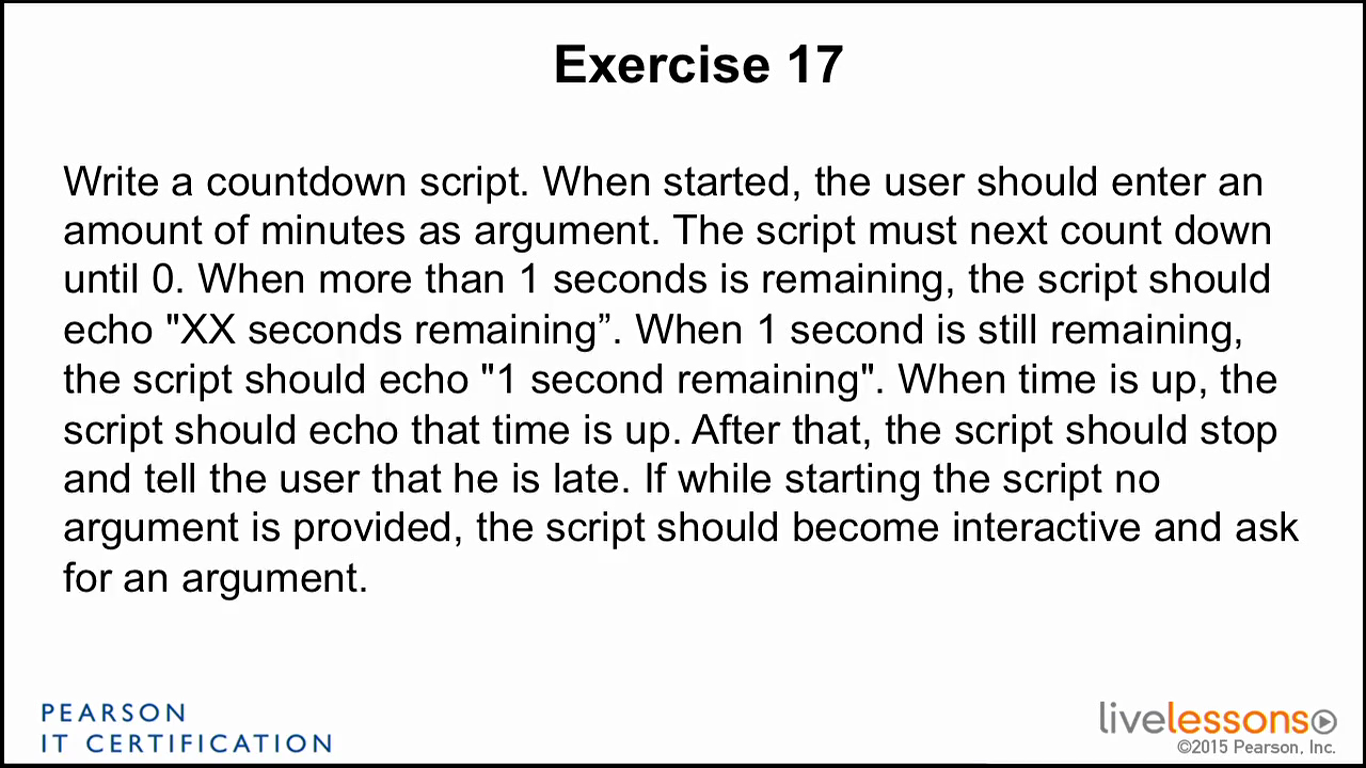 Exercise 17
Write a countdown script. When started, the user should enter an
amount of minutes as argument. The script must next count down
until 0. When more than 1 seconds is remaining, the script should
echo "XX seconds remaining”. When 1 second is still remaining,
the script should echo "1 second remaining". When time is up, the
script should echo that time is up. After that, the script should stop
and tell the user that he is late. If while starting the script no
argument is provided, the script should become interactive and ask
for an argument.
PEARSON
IT CERTIFICATION
livelessons
©2015 Pearson, Inc.